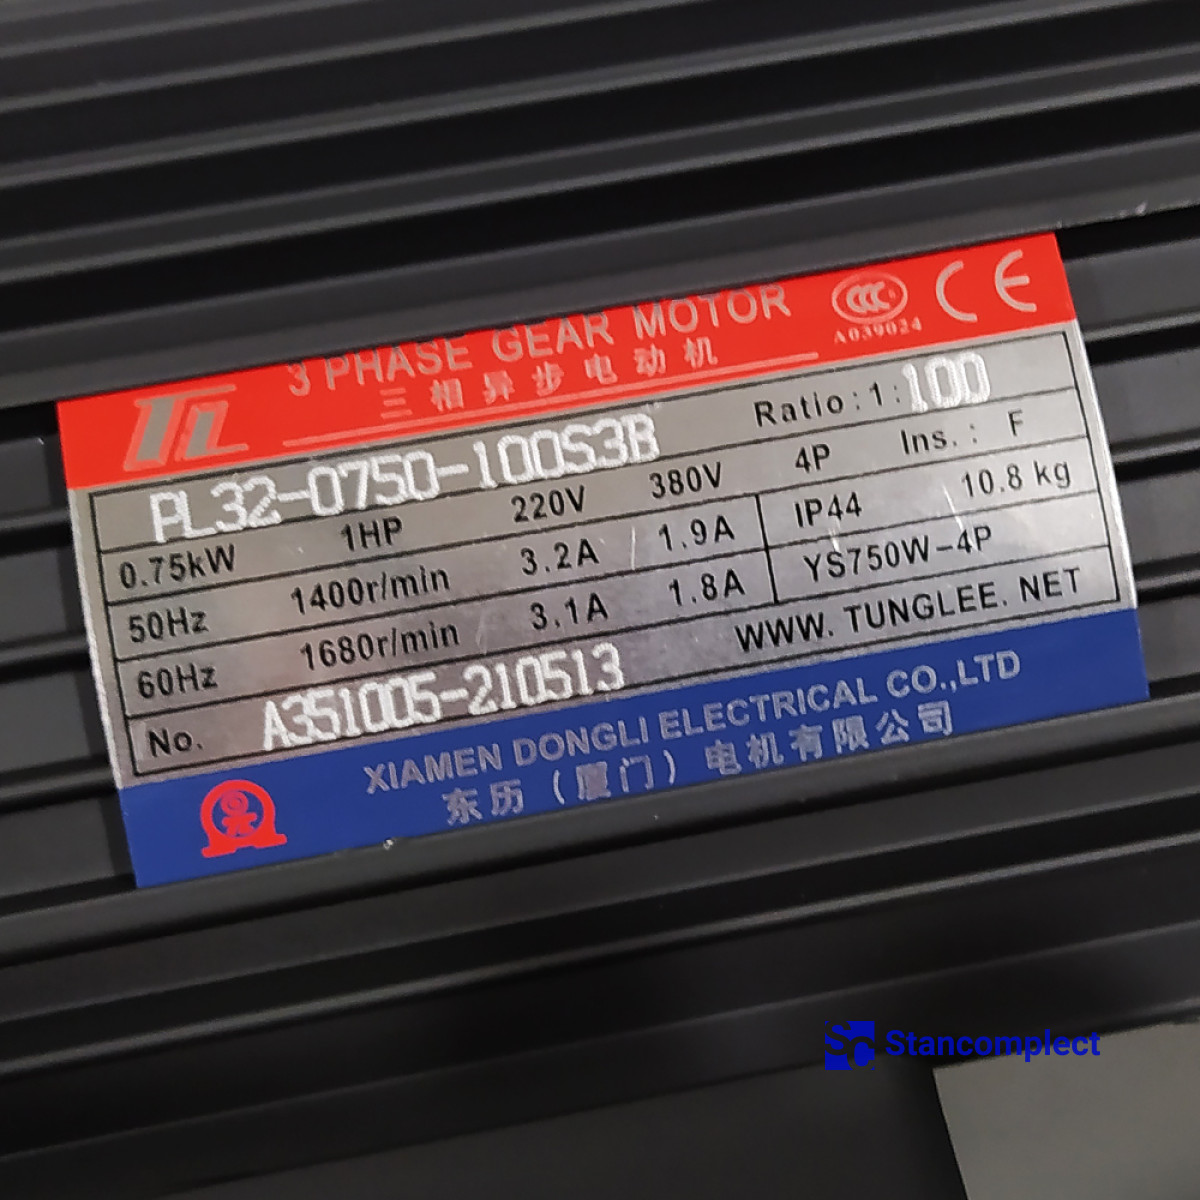 TL 3 PHASE GEAR MOTOR CCC CE
三相异步电动机 A039024
PL32-0750-100S3B Ratio:1:100
0.75kW 1HP 220V 380V 4P Ins.: F
50Hz 1400r/min 3.2A 1.9A IP44 10.8 kg
60Hz 1680r/min 3.1A 1.8A YS750W-4P
No. A351005-210513 WWW. TUNGLEE. NET
XIAMEN DONGLI ELECTRICAL CO.,LTD
东历（厦门）电机有限公司
Stancomplect